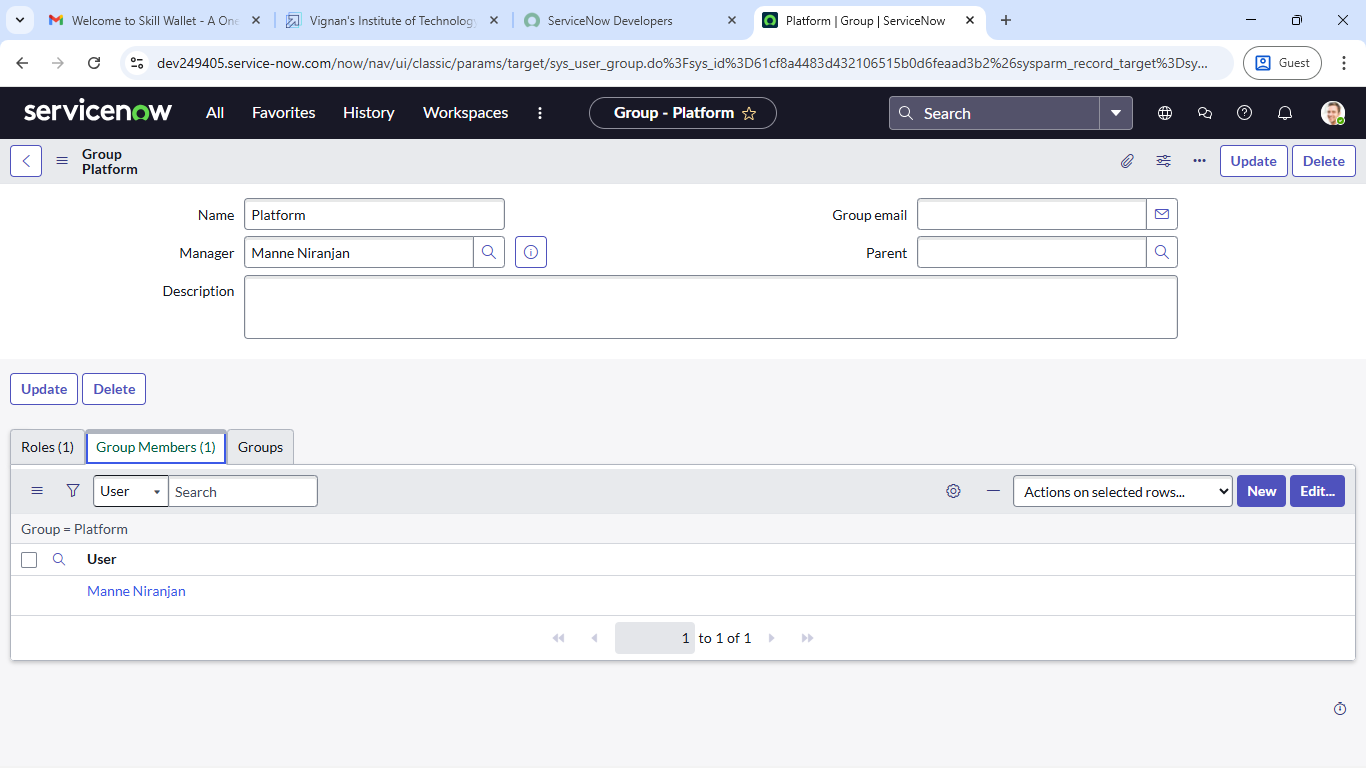 Welcome to Skill Wallet - A One
Vignan's Institute of Technology
ServiceNow Developers
Platform | Group | ServiceNow
dev249405.service-now.com/now/nav/ui/classic/params/target/sys_user_group.do%3Fsys_id%3D61cf8a4483d432106515b0d6feaad3b2%26sysparm_record_target%3Dsy...
Guest
servicenow
All
Favorites
History
Workspaces
Group - Platform
Search
Group
Platform
Update
Delete
Name
Platform
Group email
Manager
Manne Niranjan
Parent
Description
Update
Delete
Roles (1)
Group Members (1)
Groups
User
Search
Actions on selected rows...
New
Edit...
Group = Platform
User
Manne Niranjan
1 to 1 of 1